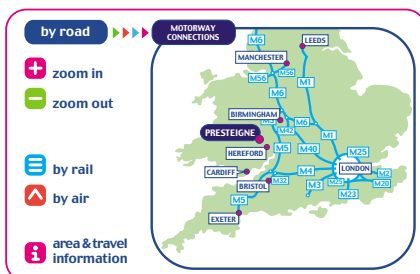 by road
MOTORWAY
CONNECTIONS
zoom in
zoom out
by rail
by air
area & travel
information
M6
LEEDS
MANCHESTER
M56
M56
M1
M6
BIRMINGHAM
M5
M42
M6
PRESTEIGNE
M1
HEREFORD
M5
M40
M25
CARDIFF
M4
LONDON
BRISTOL
M32
M25
M2
M3
M20
M23
M5
EXETER